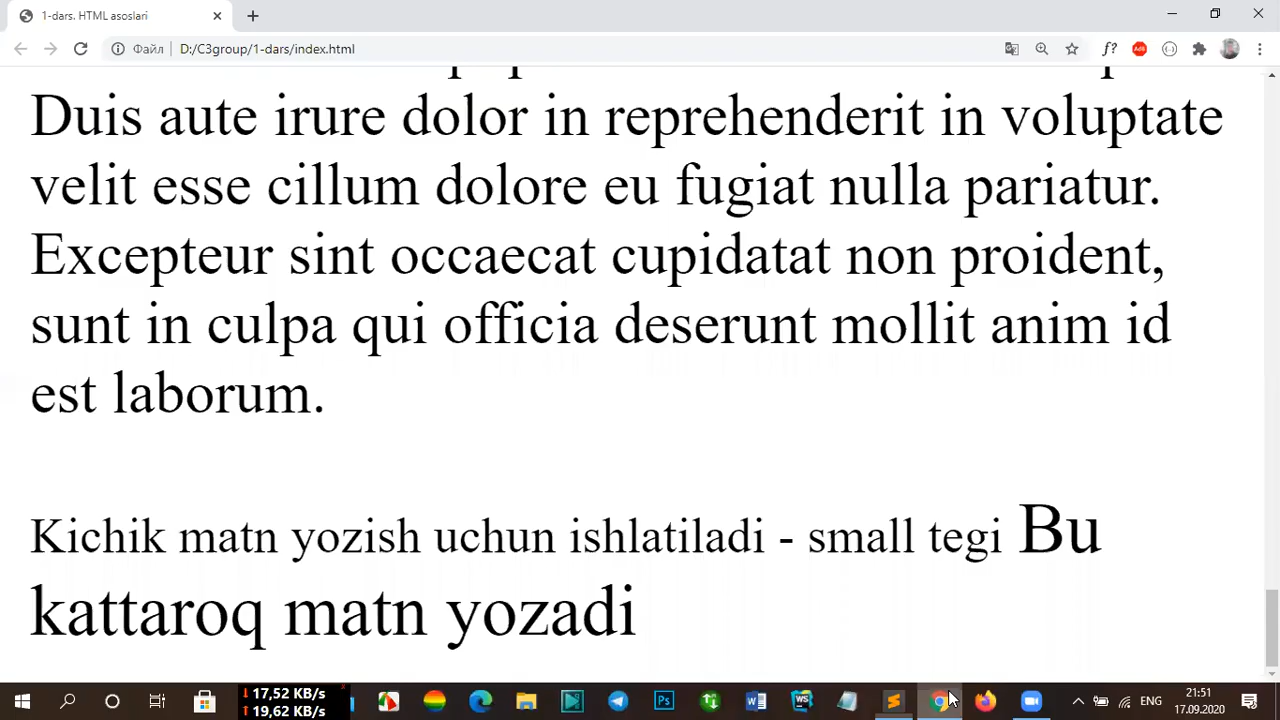 1-dars. HTML asoslari
Файл D:/C3group/1-dars/index.html
Duis aute irure dolor in reprehenderit in voluptate
velit esse cillum dolore eu fugiat nulla pariatur.
Excepteur sint occaecat cupidatat non proident,
sunt in culpa qui officia deserunt mollit anim id
est laborum.
Kichik matn yozish uchun ishlatiladi - small tegi Bu
kattaroq matn yozadi
17,52 KB/s
19,62 KB/s
Ps
W
WS
ENG
21:51
17.09.2020